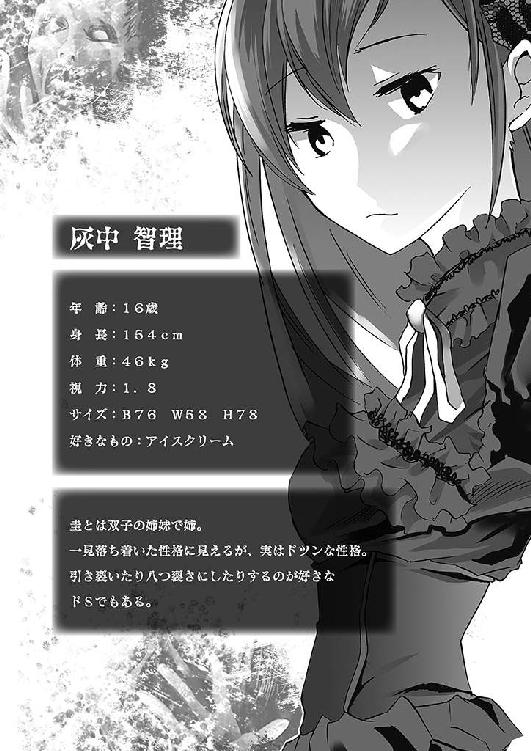 灰中 智理
年　齢：１６歳
身　長：１５４ｃｍ
体　重：４６ｋｇ
視　力：１．８
サイズ：Ｂ７６　Ｗ５８　Ｈ７８
好きなもの：アイスクリーム
圭とは双子の姉妹で姉。
一見落ち着いた性格に見えるが、実はドツンな性格。
引き裂いたり八つ裂きにしたりするのが好きな
ドＳでもある。